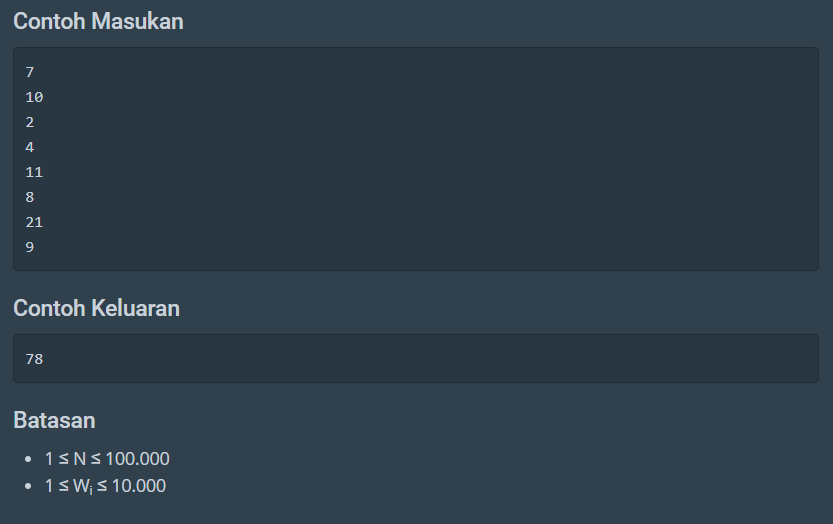 Contoh Masukan
7
10
2
4
11
8
21
9
Contoh Keluaran
78
Batasan
• 1 ≤ N ≤ 100.000
• 1 ≤ Wᵢ ≤ 10.000